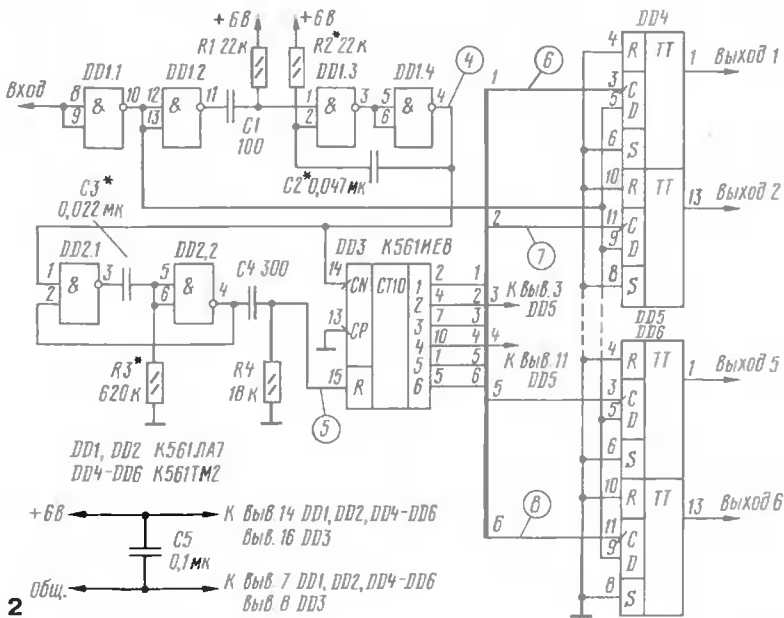 +6В +6В
R1 22к
R2* 22к
DD1.1 DD1.2 DD1.3 DD1.4
Вход
8 & 10
9
12 & 11
13
C1
100
1 & 3
2
5 & 4
6
4
C2* 0,047 мк
C3*
0,022 мк
DD2.1 DD2.2
1 & 3
2
5 & 4
6
C4 300
R3*
620к
R4
18к
5
DD3 К561ИЕ8
14 CN CT10
13 CP
15 R
1 2 1
2 4 2
3 7 3
4 10 4
5 1 5
6 5 6
3 К выв. 3
DD5
4 К выв. 11
DD5
1 6
2 7
5
6 8
DD4
4 R TT 1 Выход 1
3 C
5 D
6 S
10 R TT 13 Выход 2
11 C
9 D
8 S
DD5
DD6
4 R TT 1 Выход 5
3 C
5 D
6 S
10 R TT 13 Выход 6
11 C
9 D
8 S
DD1, DD2 К561ЛА7
DD4-DD6 К561ТМ2
+6В К выв. 14 DD1, DD2, DD4-DD6
выв. 16 DD3
C5
0,1 мк
Общ. К выв. 7 DD1, DD2, DD4-DD6
выв. 8 DD3
2